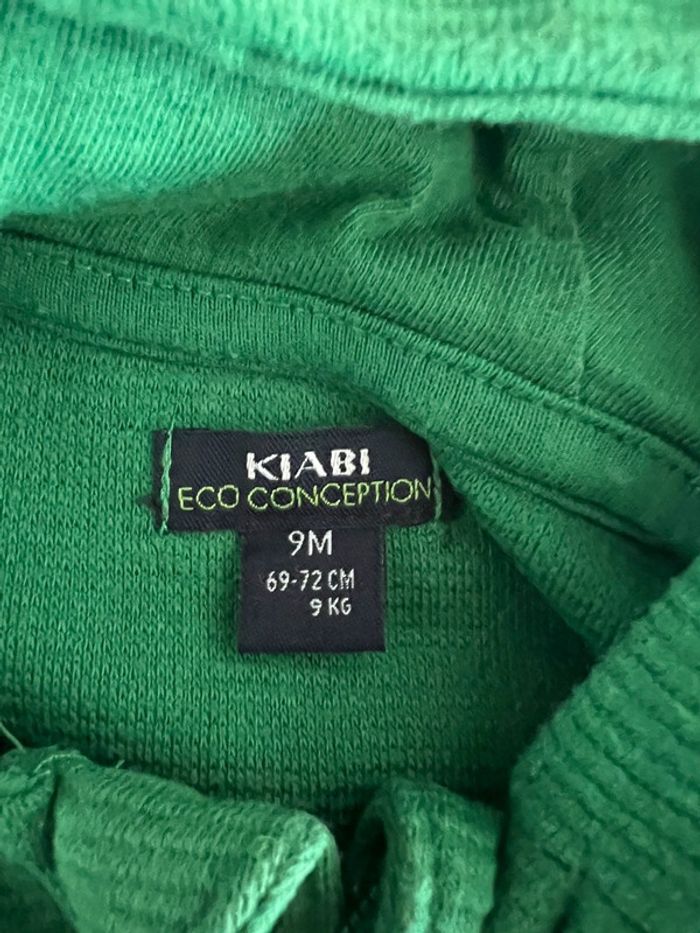 KIABI
ECO CONCEPTION
9M
69-72 CM
9 KG